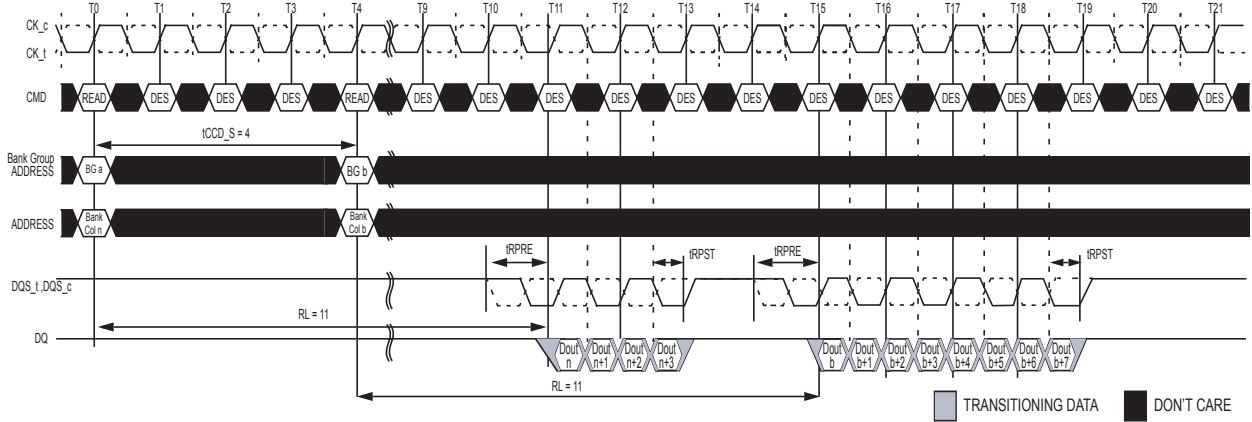 T0 T1 T2 T3 T4 T9 T10 T11 T12 T13 T14 T15 T16 T17 T18 T19 T20 T21
CK_c
CK_t
CMD READ DES DES DES READ DES DES DES DES DES DES DES DES DES DES DES DES DES
tCCD_S = 4
Bank Group
ADDRESS BG a BG b
ADDRESS Bank Col n Bank Col b
tRPRE tRPST tRPRE tRPST
DQS_t ,DQS_c
RL = 11
DQ
Dout n Dout n+1 Dout n+2 Dout n+3 Dout b Dout b+1 Dout b+2 Dout b+3 Dout b+4 Dout b+5 Dout b+6 Dout b+7
RL = 11
TRANSITIONING DATA DON'T CARE